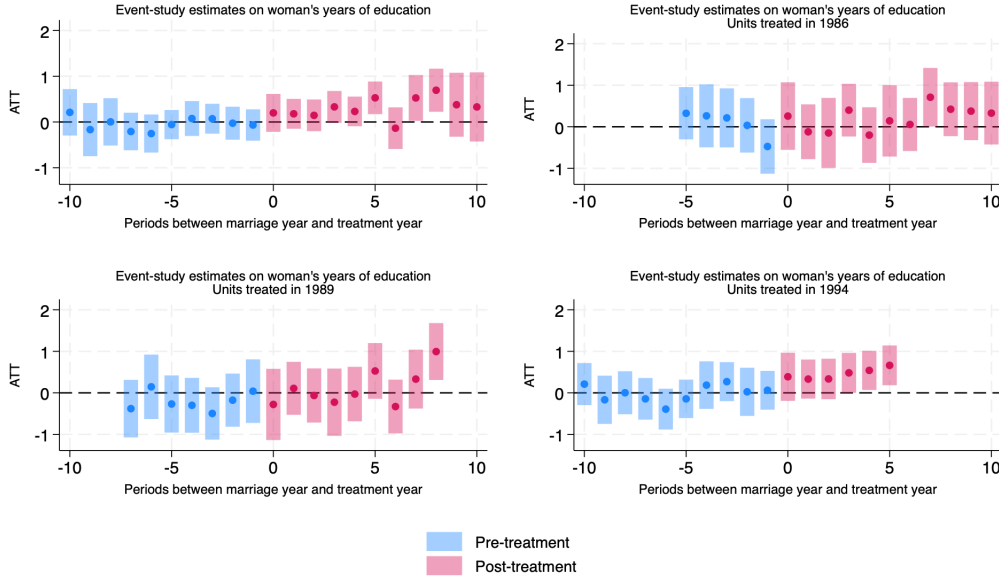 Event-study estimates on woman's years of education
2
1
0
-1
ATT
-10
-5
0
5
10
Periods between marriage year and treatment year
Event-study estimates on woman's years of education
Units treated in 1986
2
1
0
-1
ATT
-10
-5
0
5
10
Periods between marriage year and treatment year
Event-study estimates on woman's years of education
Units treated in 1989
2
1
0
-1
ATT
-10
-5
0
5
10
Periods between marriage year and treatment year
Event-study estimates on woman's years of education
Units treated in 1994
2
1
0
-1
ATT
-10
-5
0
5
10
Periods between marriage year and treatment year
Pre-treatment
Post-treatment